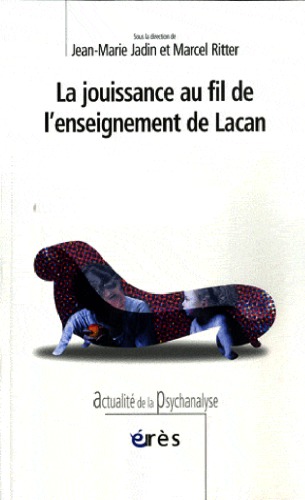 Sous la direction de
Jean-Marie Jadin et Marcel Ritter
La jouissance au fil de
l'enseignement de Lacan
actualité de la Psychanalyse
érès